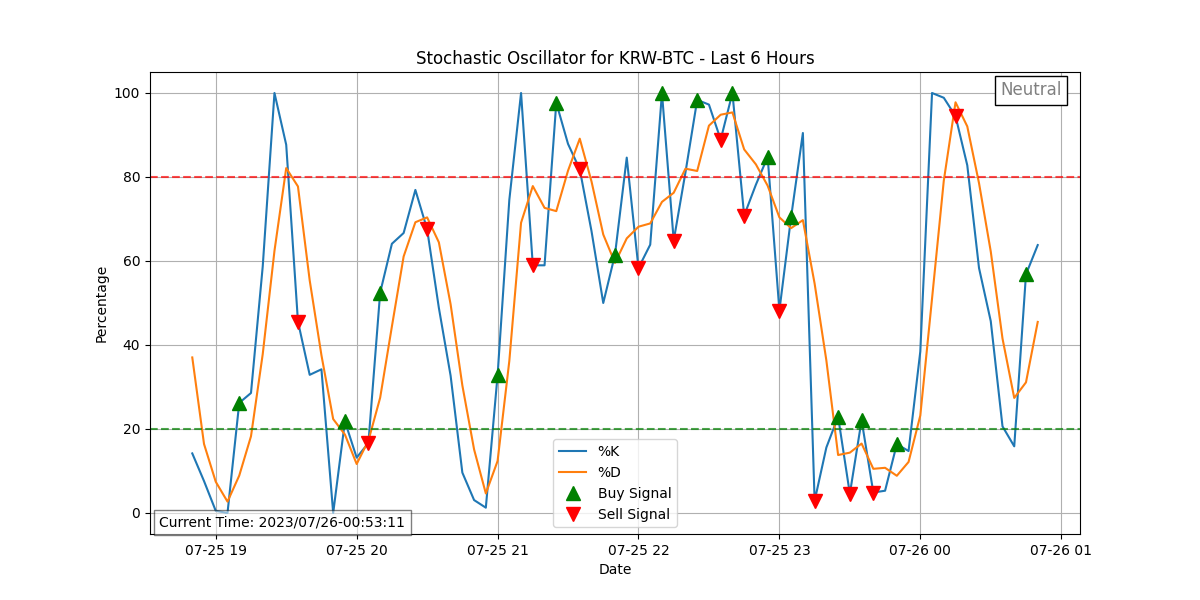 Stochastic Oscillator for KRW-BTC - Last 6 Hours
Neutral
Percentage
100
80
60
40
20
0
%K
%D
Buy Signal
Sell Signal
Current Time: 2023/07/26-00:53:11
07-25 19 07-25 20 07-25 21 07-25 22 07-25 23 07-26 00 07-26 01
Date